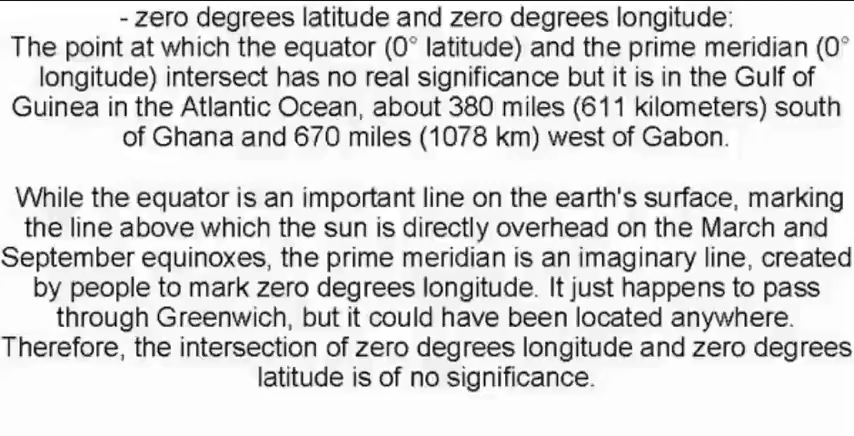 - zero degrees latitude and zero degrees longitude:
The point at which the equator (0° latitude) and the prime meridian (0°
longitude) intersect has no real significance but it is in the Gulf of
Guinea in the Atlantic Ocean, about 380 miles (611 kilometers) south
of Ghana and 670 miles (1078 km) west of Gabon.
While the equator is an important line on the earth's surface, marking
the line above which the sun is directly overhead on the March and
September equinoxes, the prime meridian is an imaginary line, created
by people to mark zero degrees longitude. It just happens to pass
through Greenwich, but it could have been located anywhere.
Therefore, the intersection of zero degrees longitude and zero degrees
latitude is of no significance.